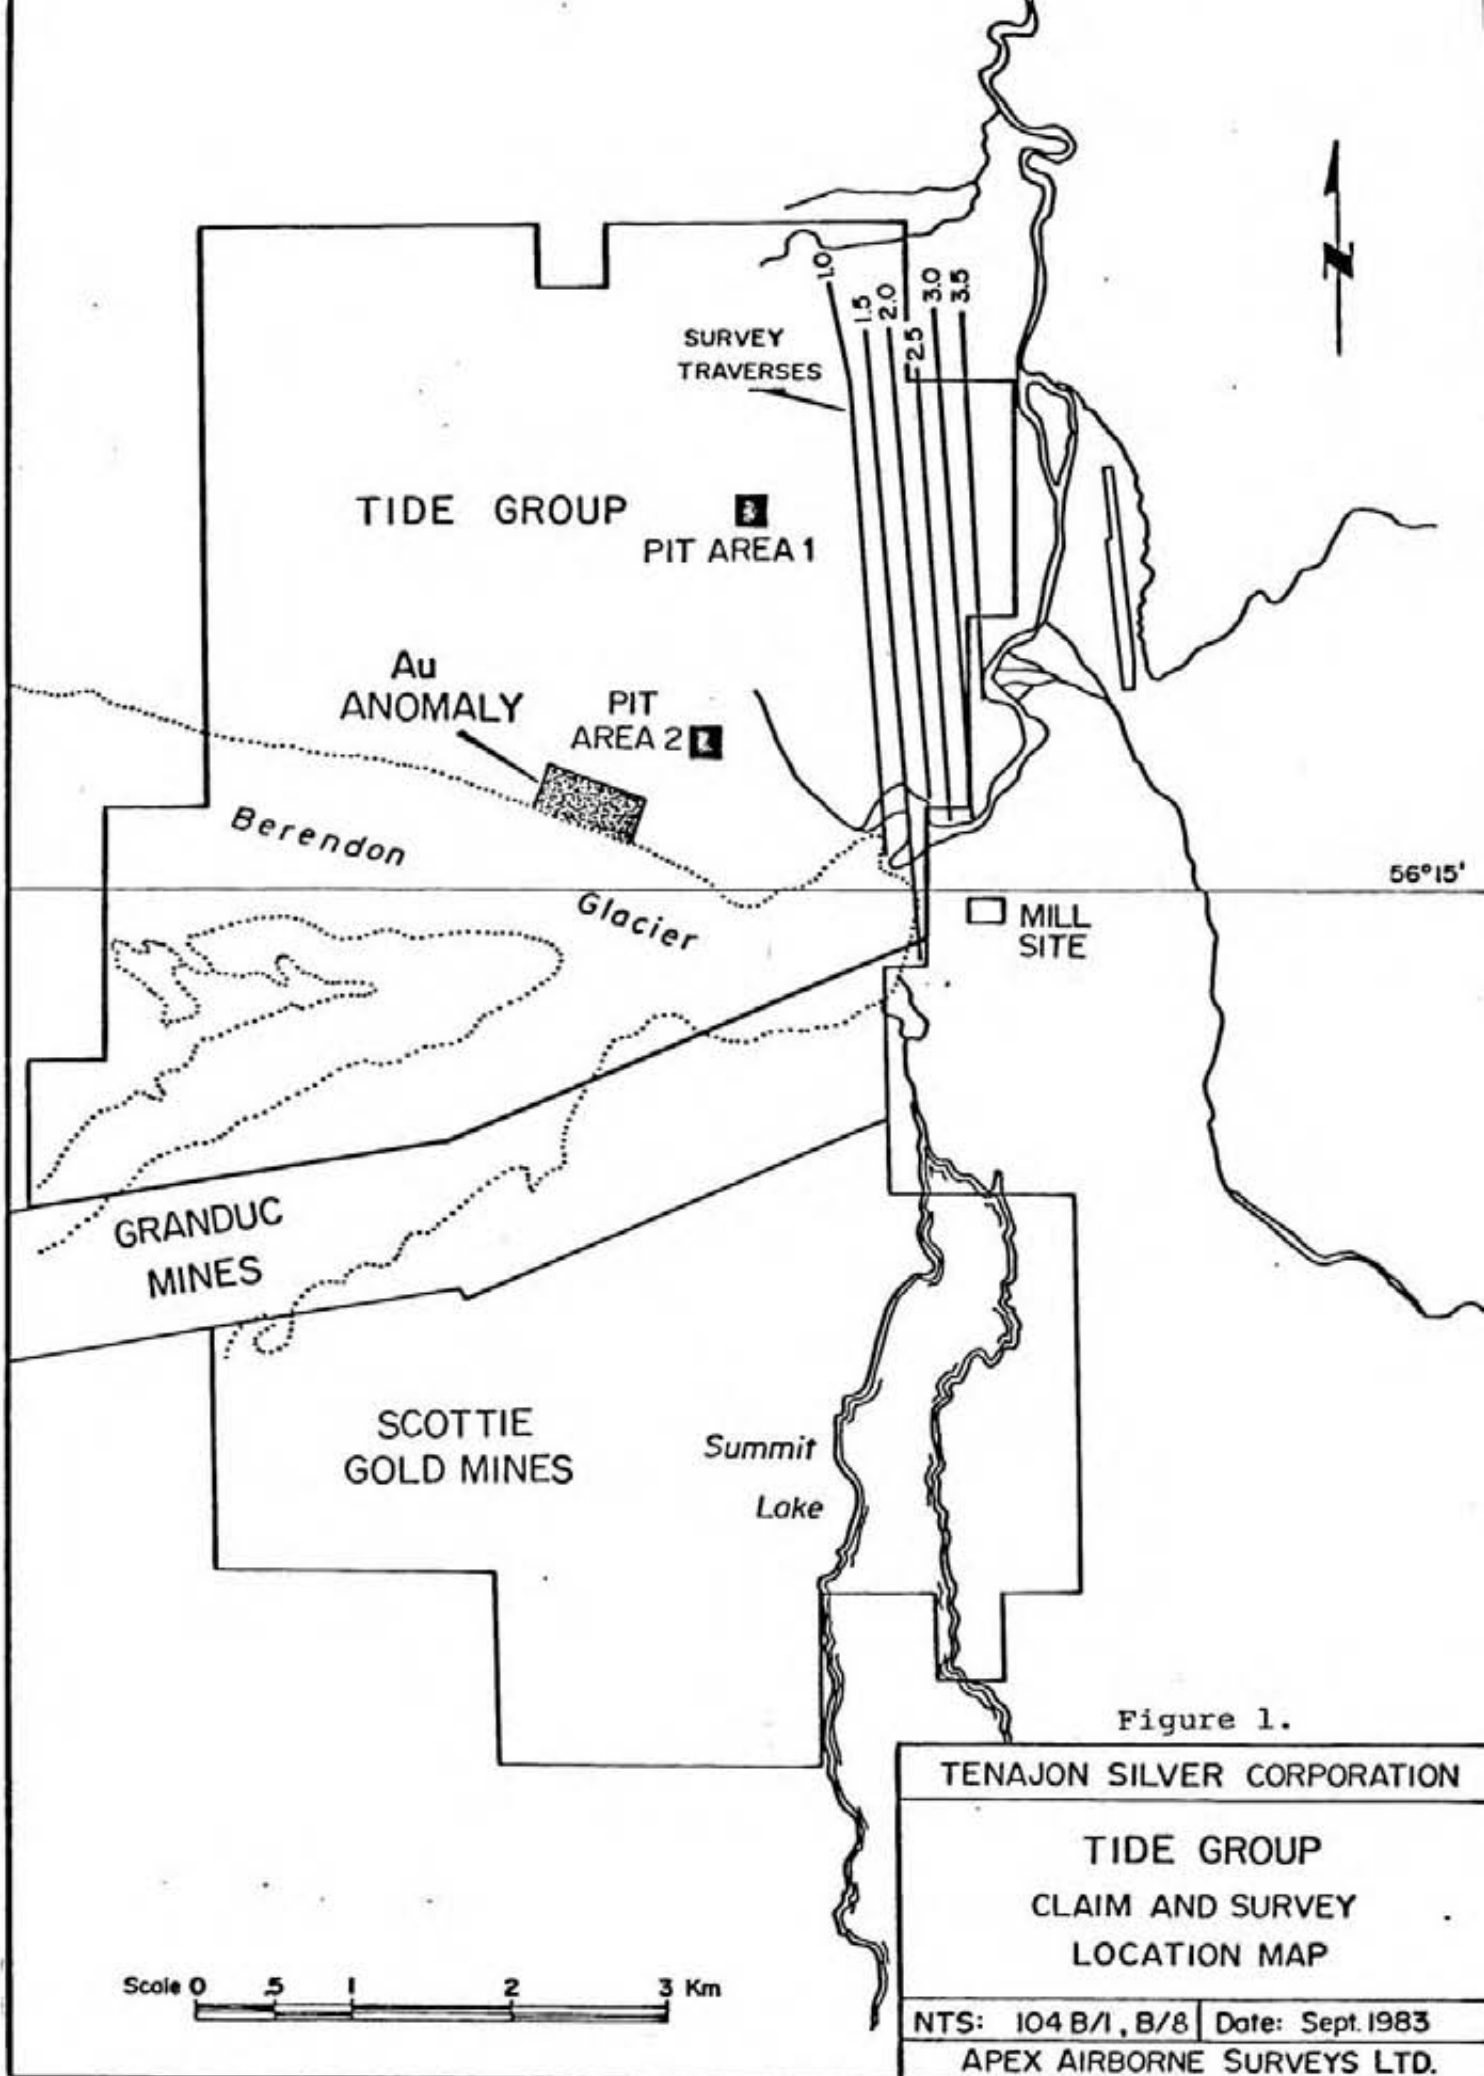 N
1.0
1.5
2.0
2.5
3.0
3.5
SURVEY
TRAVERSES
TIDE GROUP
PIT AREA 1
Au
ANOMALY
PIT
AREA 2
Berendon
Glacier
56°15'
MILL
SITE
GRANDUC
MINES
SCOTTIE
GOLD MINES
Summit
Lake
Figure 1.
TENAJON SILVER CORPORATION
TIDE GROUP
CLAIM AND SURVEY
LOCATION MAP
Scale 0 .5 1 2 3 Km
NTS: 104 B/1, B/8 Date: Sept. 1983
APEX AIRBORNE SURVEYS LTD.